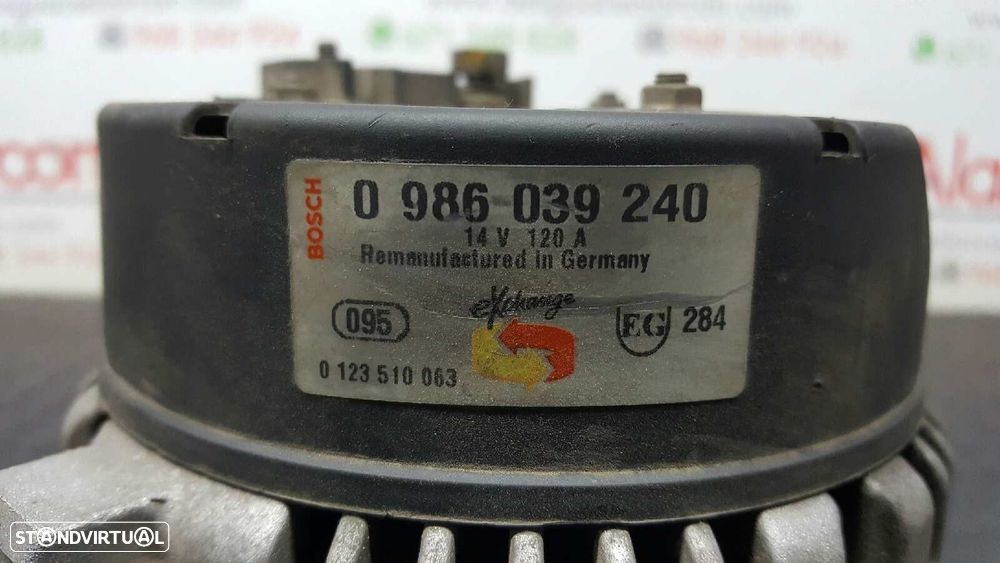 BOSCH
0 986 039 240
14 V 120 A
Remanufactured in Germany
eXchange
095
EG 284
0 123 510 063
STANDVIRTUAL